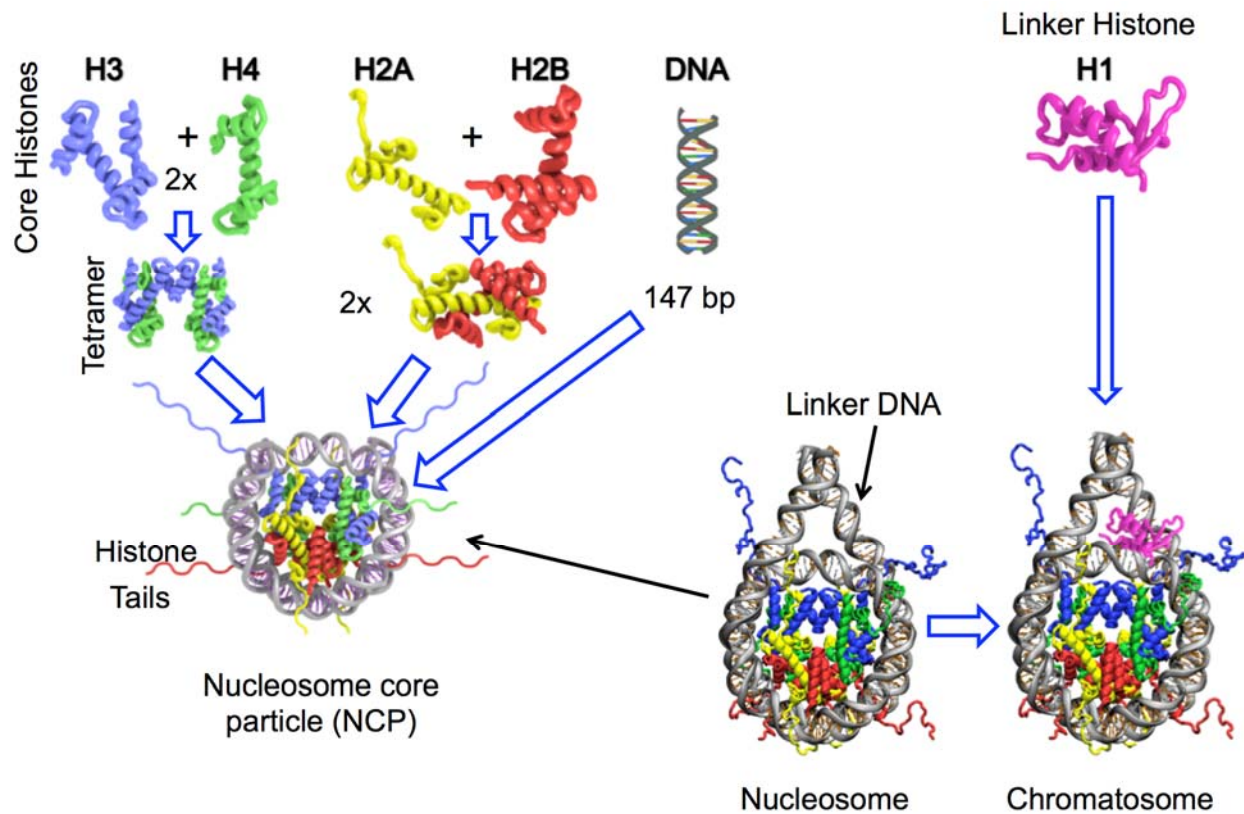 Linker Histone
H3
H4
H2A
H2B
DNA
H1
Core Histones
+
+
2x
Tetramer
2x
147 bp
Linker DNA
Histone
Tails
Nucleosome core
particle (NCP)
Nucleosome
Chromatosome